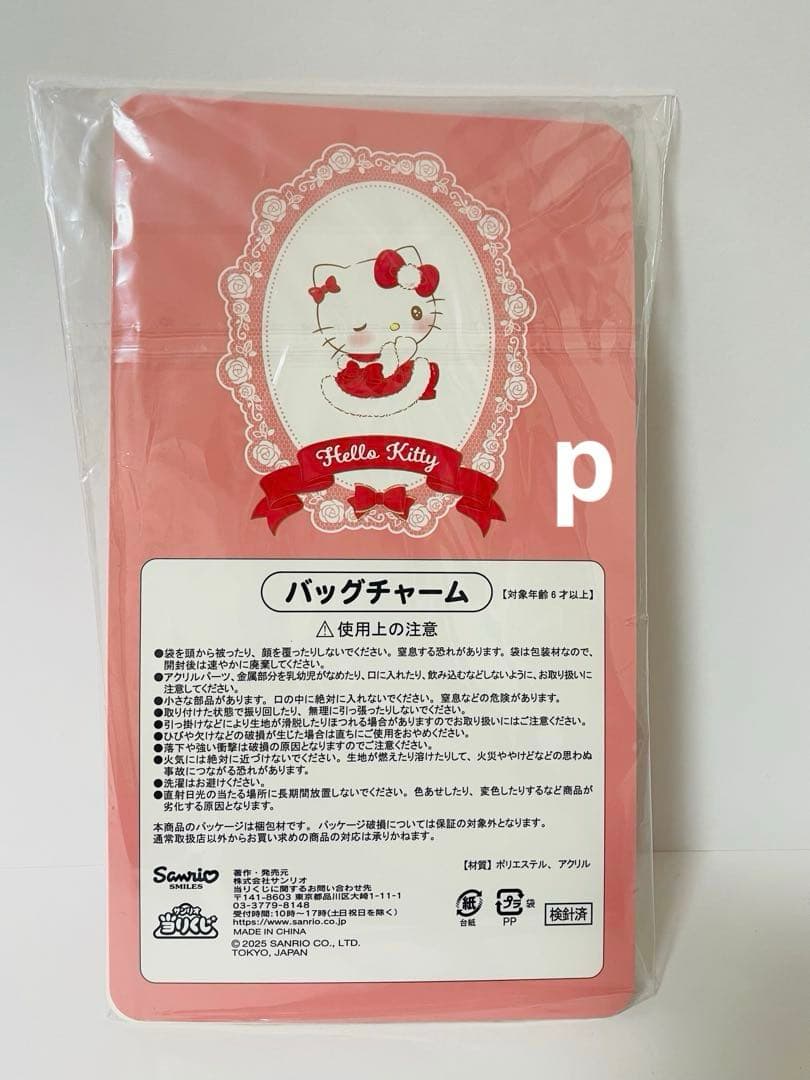 Hello Kitty
p
バッグチャーム
【対象年齢6才以上】
⚠使用上の注意
●袋を頭から被ったり、顔を覆ったりしないでください。窒息する恐れがあります。袋は包装材なので、
開封後は速やかに廃棄してください。
●アクリルパーツ、金属部分を乳幼児がなめたり、口に入れたり、飲み込むなどしないように、お取り扱いに
注意してください。
●小さな部品があります。口の中に絶対に入れないでください。窒息などの危険があります。
●取り付けた状態で振り回したり、無理に引っ張ったりしないでください。
●引っ掛けなどにより生地が滑脱したりほつれる場合がありますのでお取り扱いにはご注意ください。
●ひびや欠けなどの破損が生じた場合は直ちにご使用をおやめください。
●落下や強い衝撃は破損の原因となりますのでご注意ください。
●火気には絶対に近づけないでください。生地が燃えたり溶けたりして、火災ややけどなどの思わぬ
事故につながる恐れがあります。
●洗濯はお避けください。
●直射日光の当たる場所に長期間放置しないでください。色あせしたり、変色したりするなど商品が
劣化する原因となります。
本商品のパッケージは梱包材です。パッケージ破損については保証の対象外となります。
通常取扱店以外からお買い求めの商品の対応は承りかねます。
【材質】ポリエステル、アクリル
Sanrio
SMILES
サンリオ
当りくじ
著作・発売元
株式会社サンリオ
当りくじに関するお問い合わせ先
〒141-8603 東京都品川区大崎1-11-1
03-3779-8148
受付時間:10時〜17時(土日祝日を除く)
https://www.sanrio.co.jp
MADE IN CHINA
© 2025 SANRIO CO., LTD.
TOKYO, JAPAN
紙
台紙
プラ
袋
PP
検針済